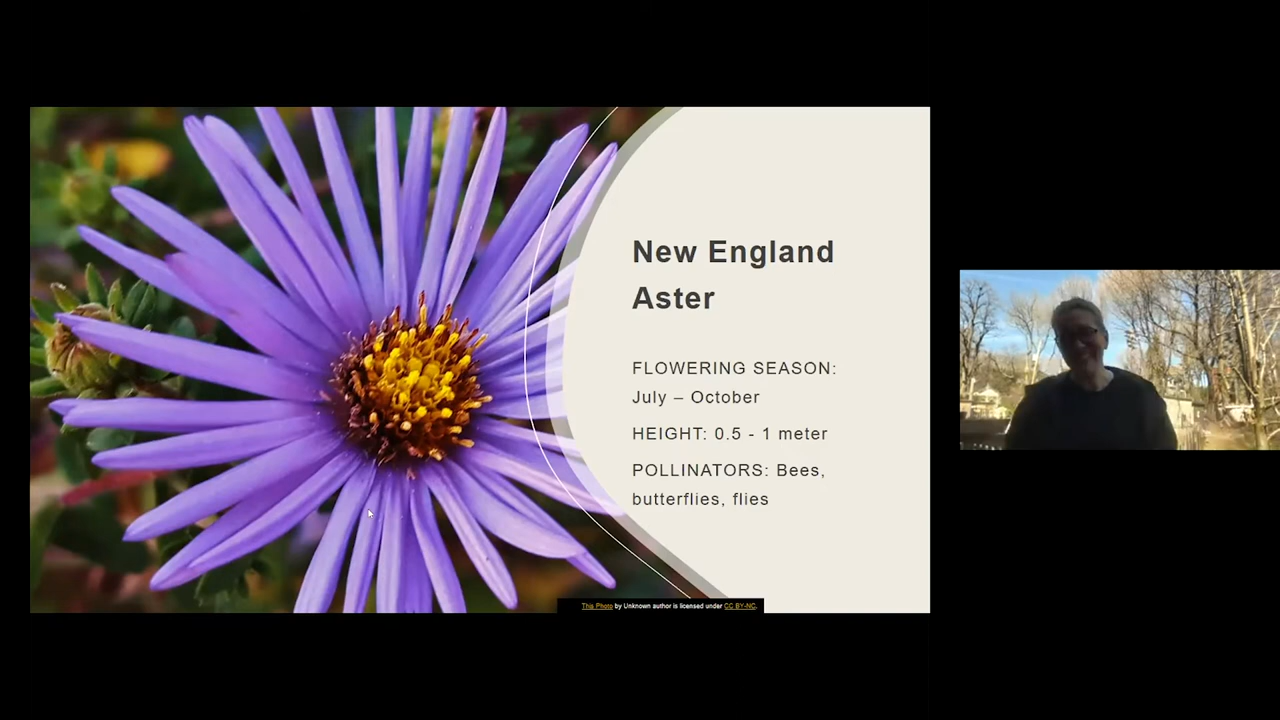 New England
Aster
FLOWERING SEASON:
July – October
HEIGHT: 0.5 - 1 meter
POLLINATORS: Bees,
butterflies, flies
This Photo by Unknown author is licensed under CC BY-NC.